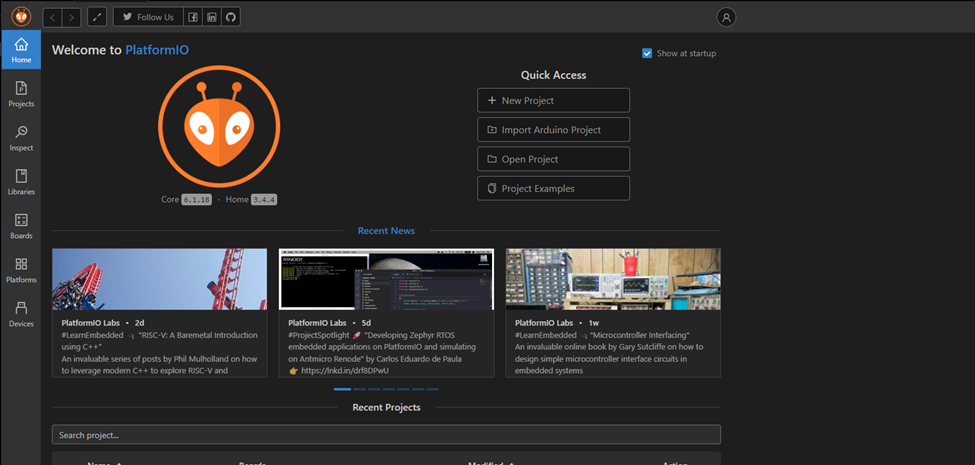 Follow Us
Home
Projects
Inspect
Libraries
Boards
Platforms
Devices
Welcome to PlatformIO
Show at startup
Core 6.1.18 · Home 3.4.4
Quick Access
New Project
Import Arduino Project
Open Project
Project Examples
Recent News
PlatformIO Labs • 2d
#LearnEmbedded "RISC-V: A Baremetal Introduction
using C++"
An invaluable series of posts by Phil Mulholland on how
to leverage modern C++ to explore RISC-V and
RENODE
PlatformIO Labs • 5d
#ProjectSpotlight 🚀 "Developing Zephyr RTOS
embedded applications on PlatformIO and simulating
on Antmicro Renode" by Carlos Eduardo de Paula
👉 https://lnkd.in/drf8DPwU
PlatformIO Labs • 1w
#LearnEmbedded "Microcontroller Interfacing"
An invaluable online book by Gary Sutcliffe on how to
design simple microcontroller interface circuits in
embedded systems
Recent Projects
Search project...
Name Boards Modified Action